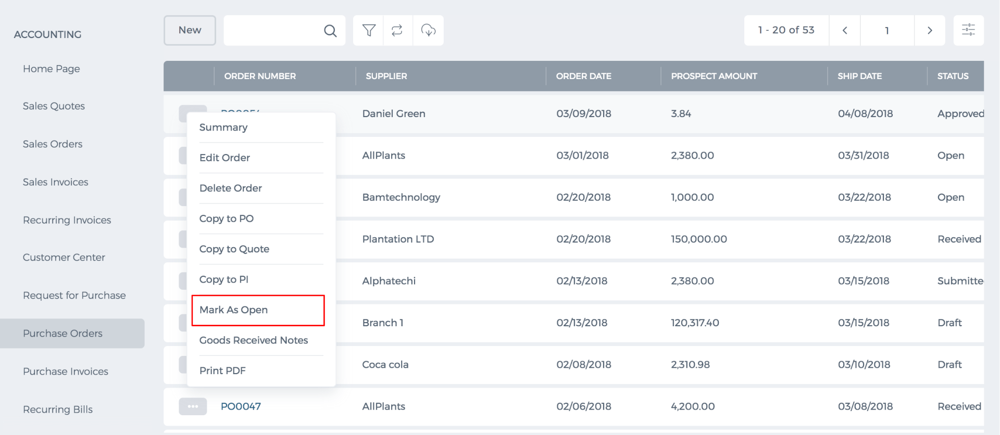 ACCOUNTING
Home Page
Sales Quotes
Sales Orders
Sales Invoices
Recurring Invoices
Customer Center
Request for Purchase
Purchase Orders
Purchase Invoices
Recurring Bills
New
1 - 20 of 53
1
ORDER NUMBER SUPPLIER ORDER DATE PROSPECT AMOUNT SHIP DATE STATUS
Daniel Green 03/09/2018 3.84 04/08/2018 Approved
AllPlants 03/01/2018 2,380.00 03/31/2018 Open
Bamtechnology 02/20/2018 1,000.00 03/22/2018 Open
Plantation LTD 02/20/2018 150,000.00 03/22/2018 Received
Alphatechi 02/13/2018 2,380.00 03/15/2018 Submitte
Branch 1 02/13/2018 120,317.40 03/15/2018 Draft
Coca cola 02/08/2018 2,310.98 03/10/2018 Draft
PO0047 AllPlants 02/06/2018 4,200.00 03/08/2018 Received
Summary
Edit Order
Delete Order
Copy to PO
Copy to Quote
Copy to PI
Mark As Open
Goods Received Notes
Print PDF